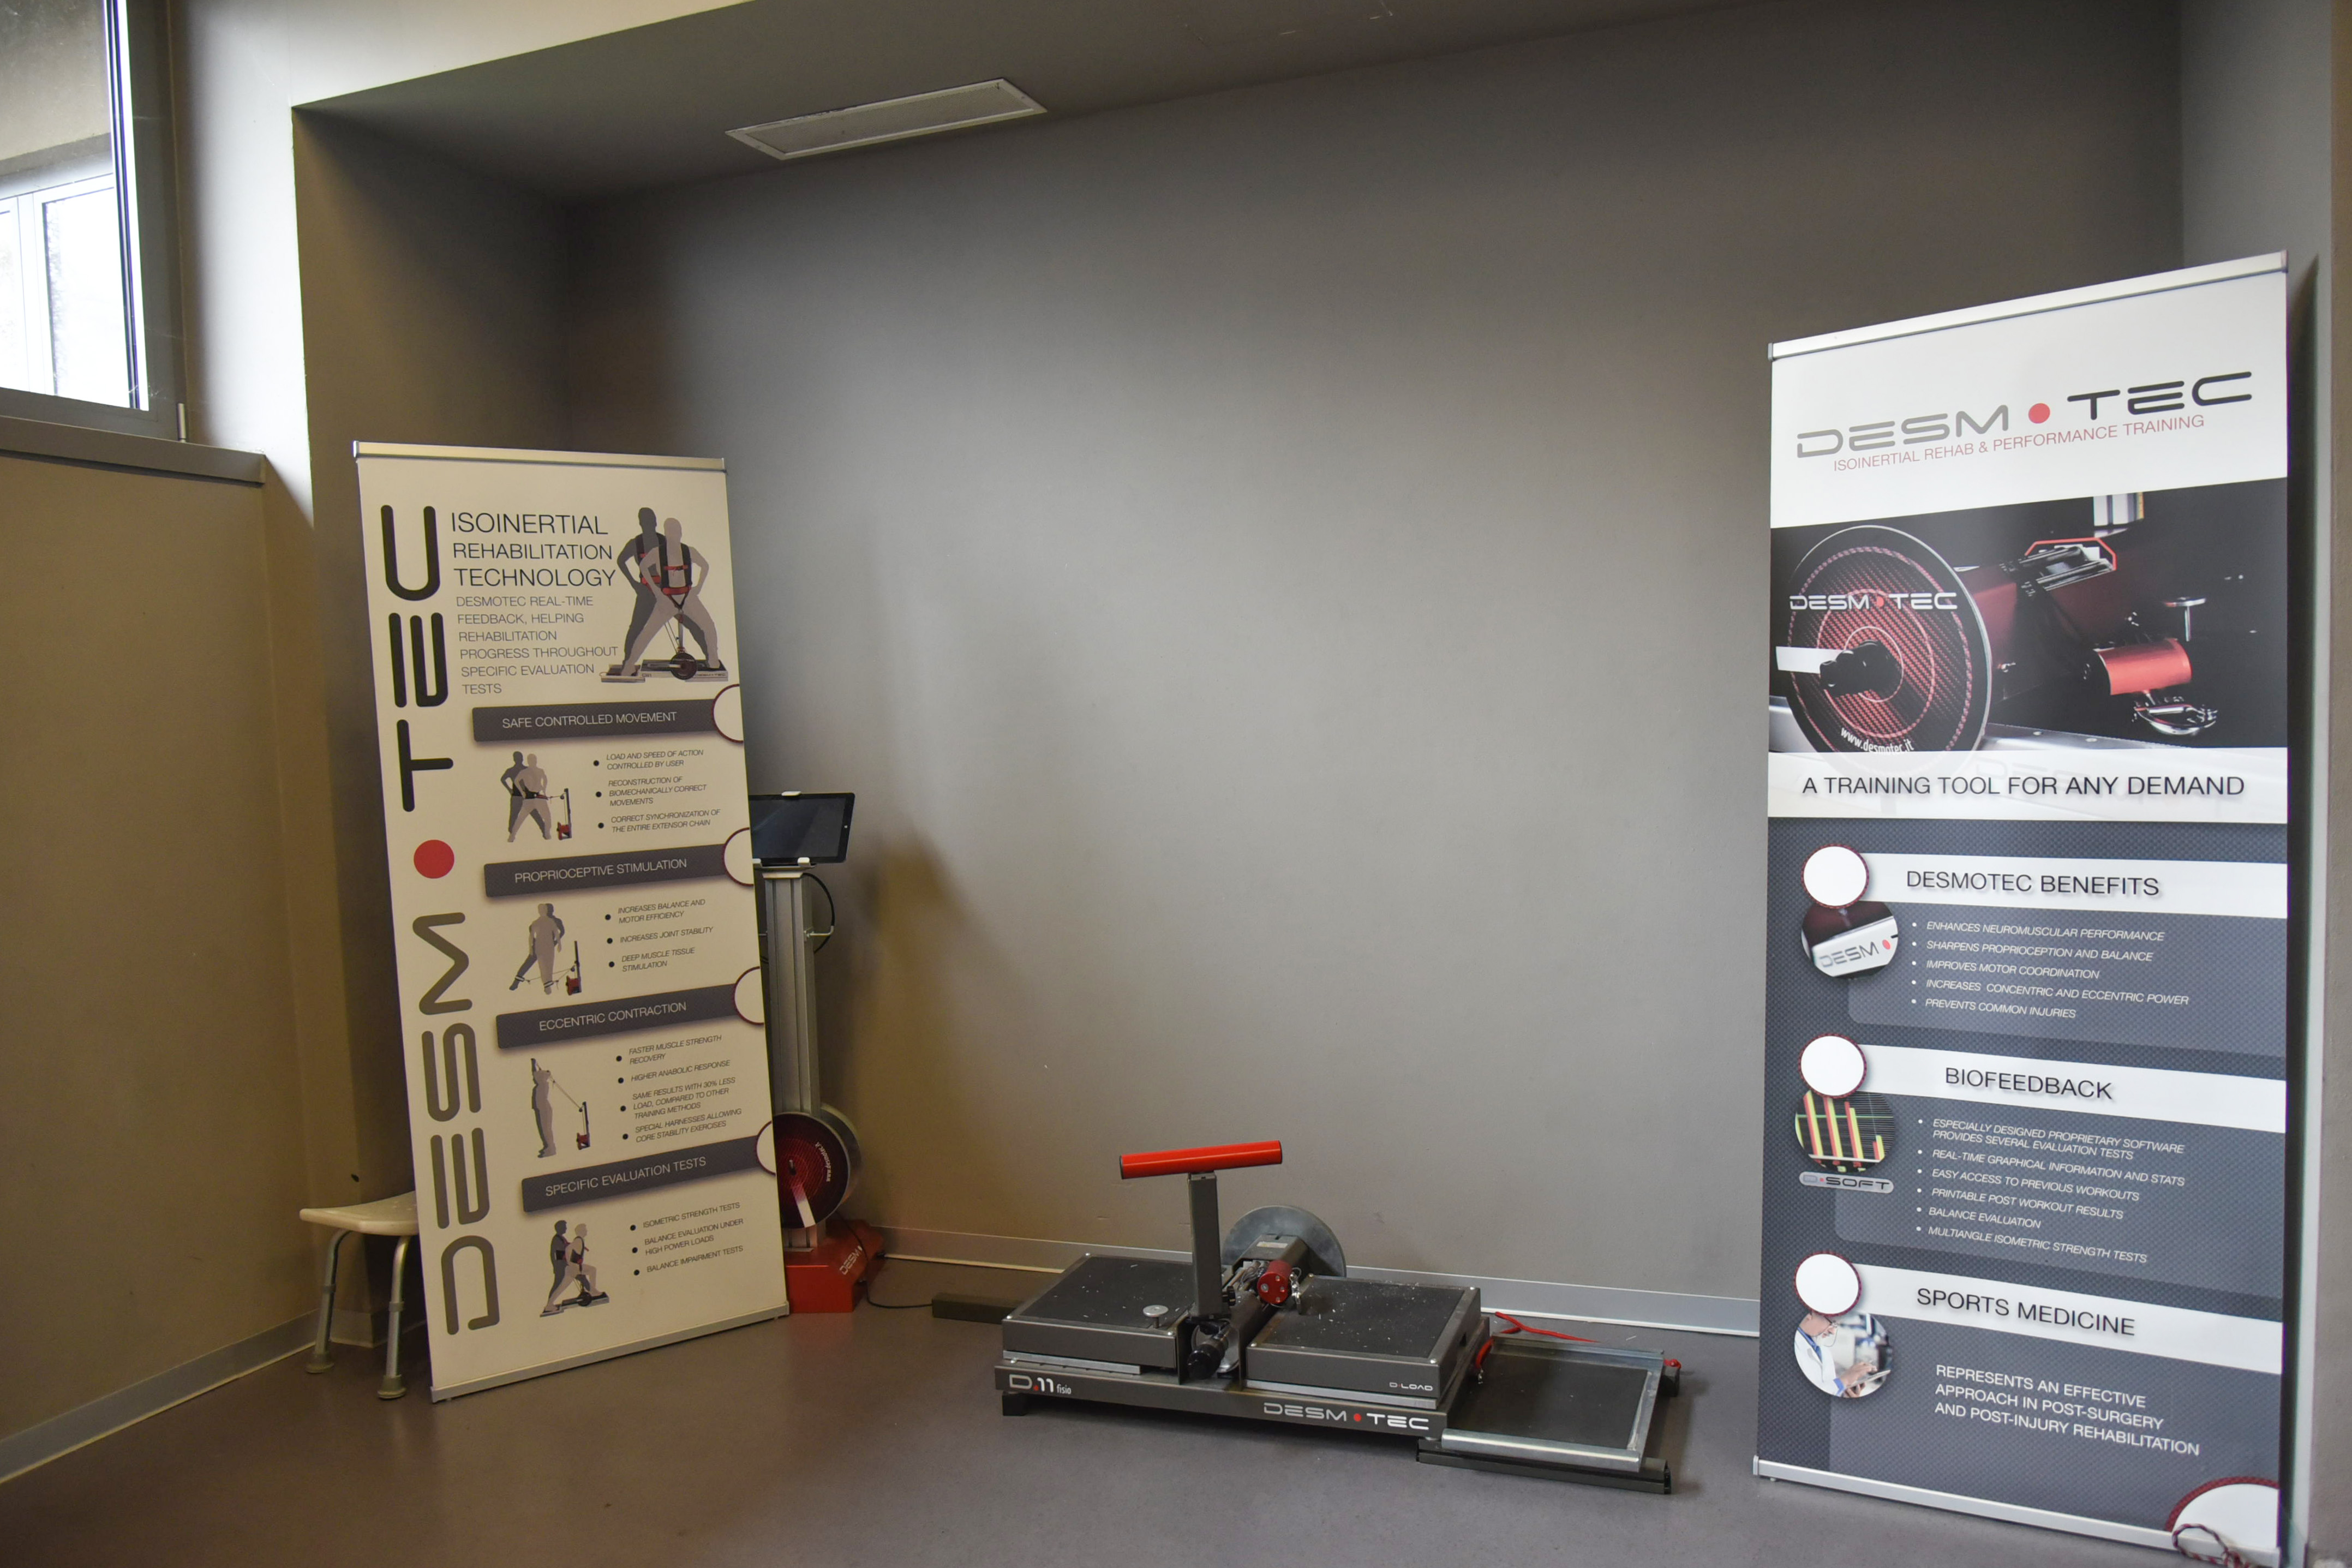 DESM•TEC
ISOINERTIAL
REHABILITATION
TECHNOLOGY
DESMOTEC REAL-TIME
FEEDBACK, HELPING
REHABILITATION
PROGRESS THROUGHOUT
SPECIFIC EVALUATION
TESTS
SAFE CONTROLLED MOVEMENT
• LOAD AND SPEED OF ACTION
CONTROLLED BY USER
• RECONSTRUCTION OF
BIOMECHANICALLY CORRECT
MOVEMENTS
• CORRECT SYNCHRONIZATION OF
THE ENTIRE EXTENSOR CHAIN
PROPRIOCEPTIVE STIMULATION
• INCREASES BALANCE AND
MOTOR EFFICIENCY
• INCREASES JOINT STABILITY
• DEEP MUSCLE TISSUE
STIMULATION
ECCENTRIC CONTRACTION
• FASTER MUSCLE STRENGTH
RECOVERY
• HIGHER ANABOLIC RESPONSE
• SAME RESULTS WITH 30% LESS
LOAD, COMPARED TO OTHER
TRAINING METHODS
• SPECIAL HARNESSES ALLOWING
CORE STABILITY EXERCISES
SPECIFIC EVALUATION TESTS
• ISOMETRIC STRENGTH TESTS
• BALANCE EVALUATION UNDER
HIGH POWER LOADS
• BALANCE IMPAIRMENT TESTS
DESM
D.11 fisio
D•LOAD
DESM•TEC
DESM•TEC
ISOINERTIAL REHAB & PERFORMANCE TRAINING
DESM•TEC
www.desmotec.it
A TRAINING TOOL FOR ANY DEMAND
DESMOTEC BENEFITS
DESM•
• ENHANCES NEUROMUSCULAR PERFORMANCE
• SHARPENS PROPRIOCEPTION AND BALANCE
• IMPROVES MOTOR COORDINATION
• INCREASES CONCENTRIC AND ECCENTRIC POWER
• PREVENTS COMMON INJURIES
BIOFEEDBACK
D•SOFT
• ESPECIALLY DESIGNED PROPRIETARY SOFTWARE
PROVIDES SEVERAL EVALUATION TESTS
• REAL-TIME GRAPHICAL INFORMATION AND STATS
• EASY ACCESS TO PREVIOUS WORKOUTS
• PRINTABLE POST WORKOUT RESULTS
• BALANCE EVALUATION
• MULTIANGLE ISOMETRIC STRENGTH TESTS
SPORTS MEDICINE
REPRESENTS AN EFFECTIVE
APPROACH IN POST-SURGERY
AND POST-INJURY REHABILITATION